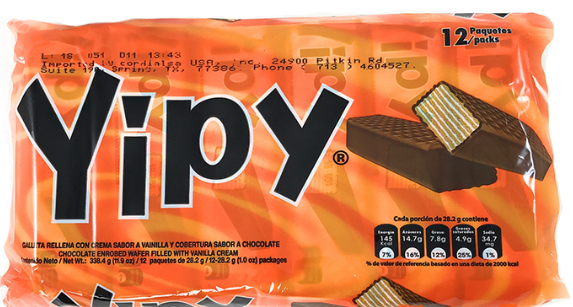 12 Paquetes
/packs
L: 18 051 D11 13:43
Imported by cordialsa USA, Inc. 24900 Pitkin Rd
Suite Spring, TX, 77386. Phone ( 713 ) 4604527.
Yipy®
Cada porción de 28.2 g contiene
Energía Azúcares Grasa Grasas saturadas Sodio
145 Kcal 14.7g 7.8g 4.9g 34.7 mg
7% 16% 12% 25% 1%
% de valor de referencia basado en una dieta de 2000 kcal
GALLETA RELLENA CON CREMA SABOR A VAINILLA Y COBERTURA SABOR A CHOCOLATE
CHOCOLATE ENROBED WAFER FILLED WITH VANILLA CREAM
Contenido Neto / Net Wt.: 338.4 g (11.9 oz) / 12 paquetes de 28.2 g / 12-28.2 g (1.0 oz) packages
Yipy